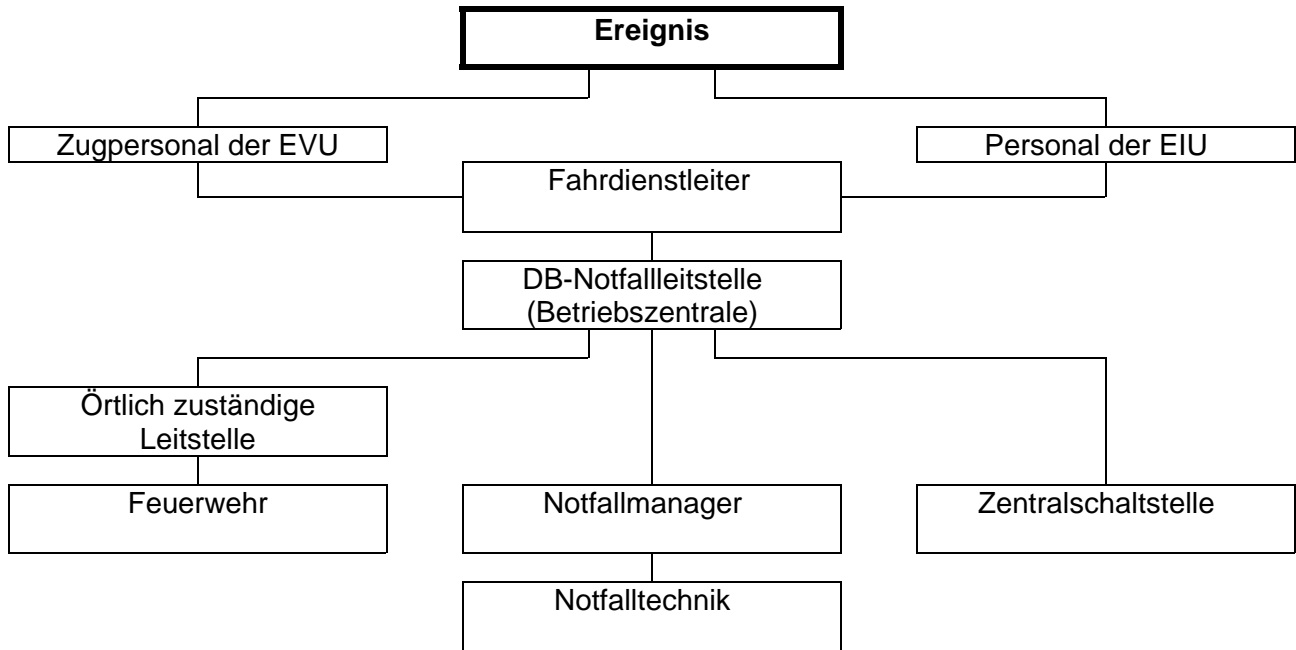 Ereignis
Zugpersonal der EVU
Personal der EIU
Fahrdienstleiter
DB-Notfallleitstelle
(Betriebszentrale)
Örtlich zuständige
Leitstelle
Feuerwehr
Notfallmanager
Zentralschaltstelle
Notfalltechnik